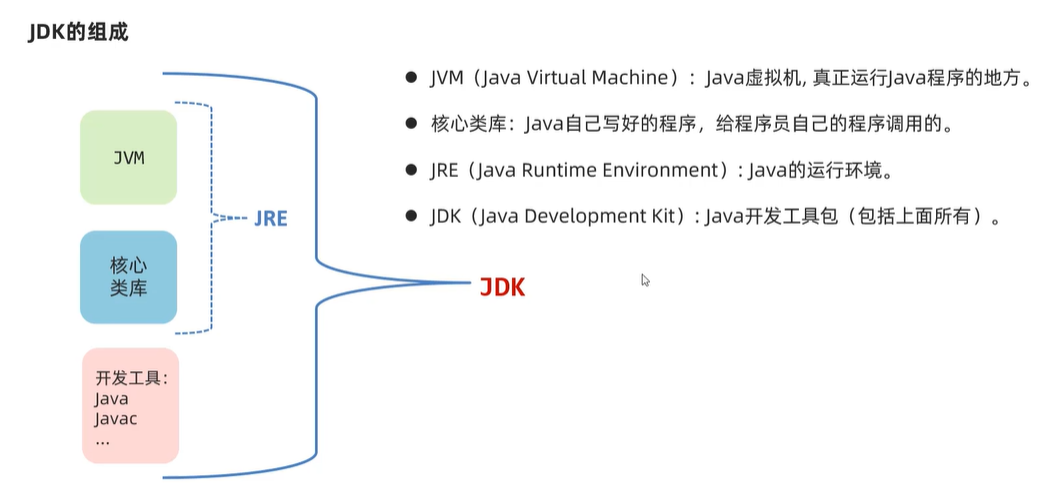 JDK的组成
● JVM（Java Virtual Machine）：Java虚拟机, 真正运行Java程序的地方。
● 核心类库：Java自己写好的程序，给程序员自己的程序调用的。
● JRE（Java Runtime Environment）: Java的运行环境。
● JDK（Java Development Kit）: Java开发工具包（包括上面所有）。
JVM
核心
类库
JRE
开发工具:
Java
Javac
...
JDK